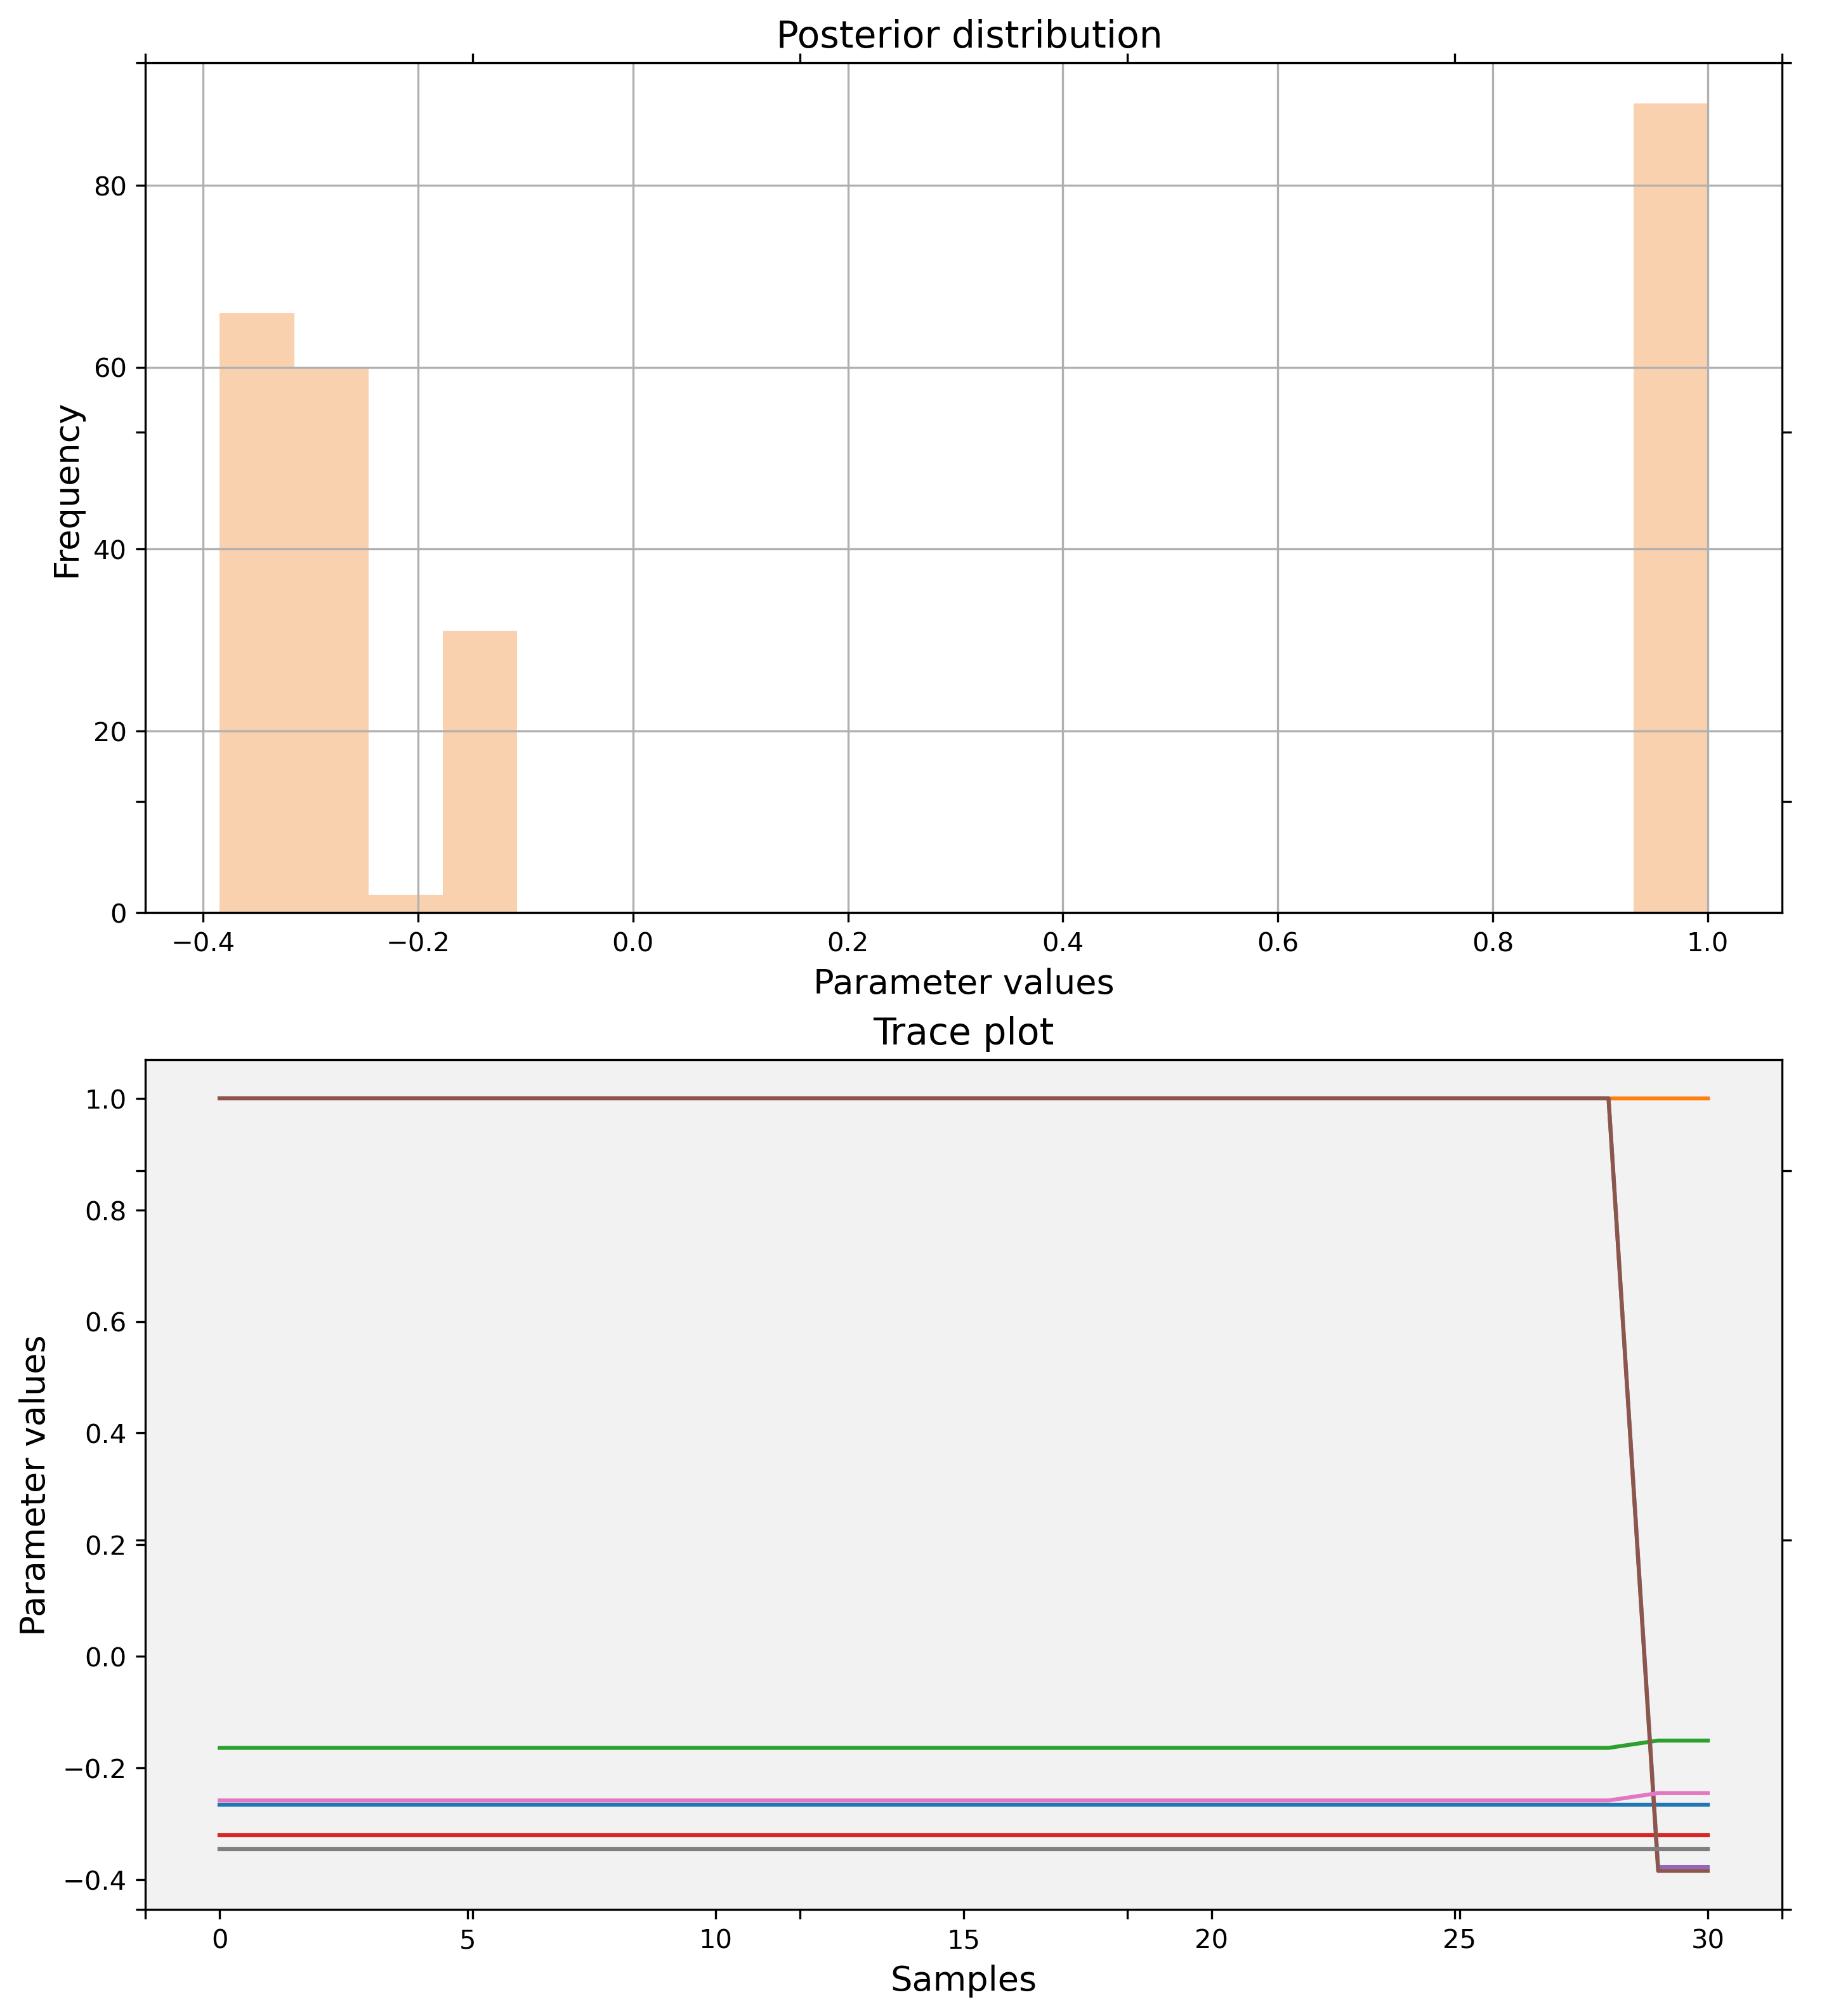 Posterior distribution
Frequency
80
60
40
20
0
−0.4 −0.2 0.0 0.2 0.4 0.6 0.8 1.0
Parameter values
Trace plot
Parameter values
1.0
0.8
0.6
0.4
0.2
0.0
−0.2
−0.4
0 5 10 15 20 25 30
Samples